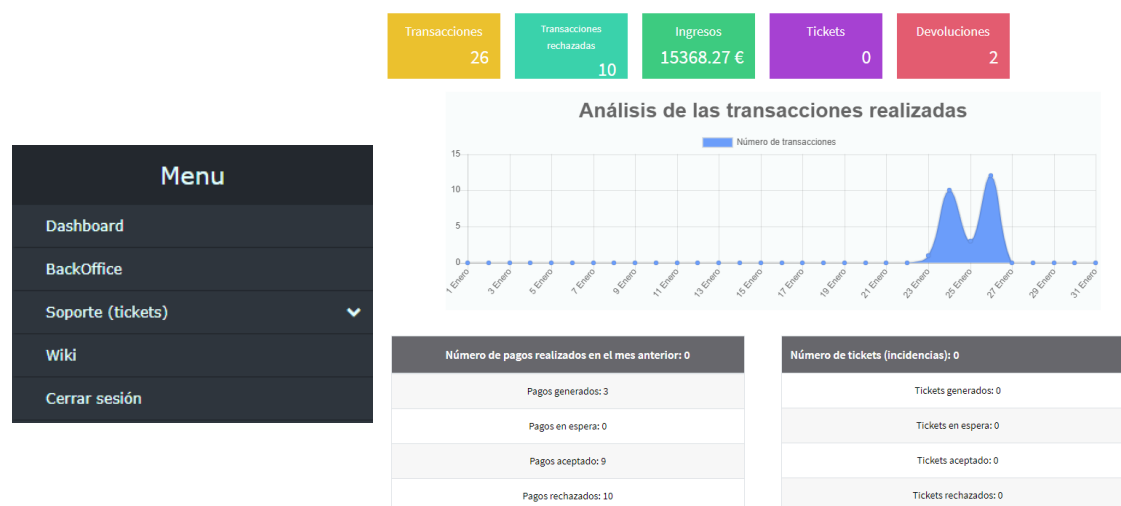 Menu
Dashboard
BackOffice
Soporte (tickets)
Wiki
Cerrar sesión
Transacciones
26
Transacciones
rechazadas
10
Ingresos
15368.27 €
Tickets
0
Devoluciones
2
Análisis de las transacciones realizadas
Número de transacciones
15
10
5
0
1 Enero
3 Enero
5 Enero
7 Enero
9 Enero
11 Enero
13 Enero
15 Enero
17 Enero
19 Enero
21 Enero
23 Enero
25 Enero
27 Enero
29 Enero
31 Enero
Número de pagos realizados en el mes anterior: 0
Pagos generados: 3
Pagos en espera: 0
Pagos aceptado: 9
Pagos rechazados: 10
Número de tickets (incidencias): 0
Tickets generados: 0
Tickets en espera: 0
Tickets aceptado: 0
Tickets rechazados: 0